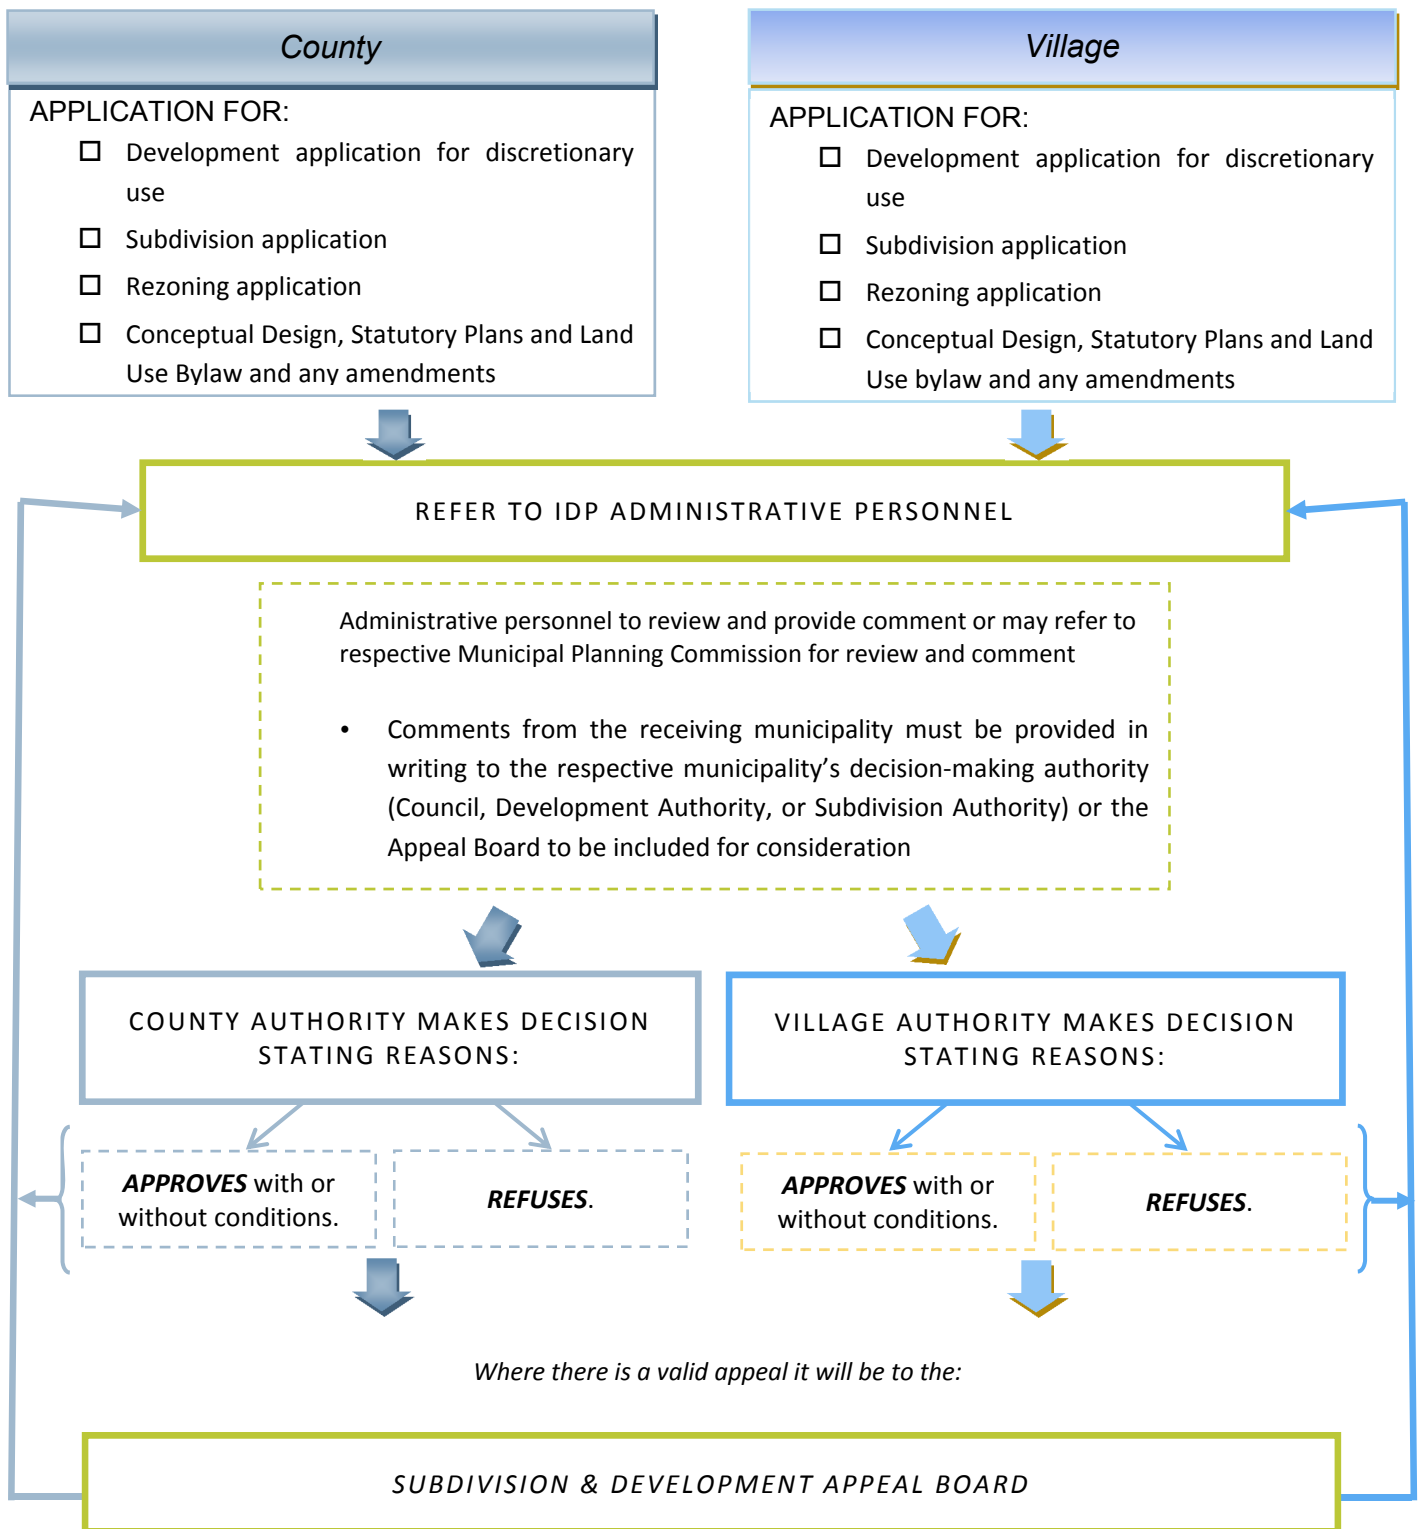 County
APPLICATION FOR:
☐ Development application for discretionary
use
☐ Subdivision application
☐ Rezoning application
☐ Conceptual Design, Statutory Plans and Land
Use Bylaw and any amendments
Village
APPLICATION FOR:
☐ Development application for discretionary
use
☐ Subdivision application
☐ Rezoning application
☐ Conceptual Design, Statutory Plans and Land
Use bylaw and any amendments
REFER TO IDP ADMINISTRATIVE PERSONNEL
Administrative personnel to review and provide comment or may refer to
respective Municipal Planning Commission for review and comment
• Comments from the receiving municipality must be provided in
writing to the respective municipality’s decision-making authority
(Council, Development Authority, or Subdivision Authority) or the
Appeal Board to be included for consideration
COUNTY AUTHORITY MAKES DECISION
STATING REASONS:
APPROVES with or
without conditions.
REFUSES.
VILLAGE AUTHORITY MAKES DECISION
STATING REASONS:
APPROVES with or
without conditions.
REFUSES.
Where there is a valid appeal it will be to the:
SUBDIVISION & DEVELOPMENT APPEAL BOARD